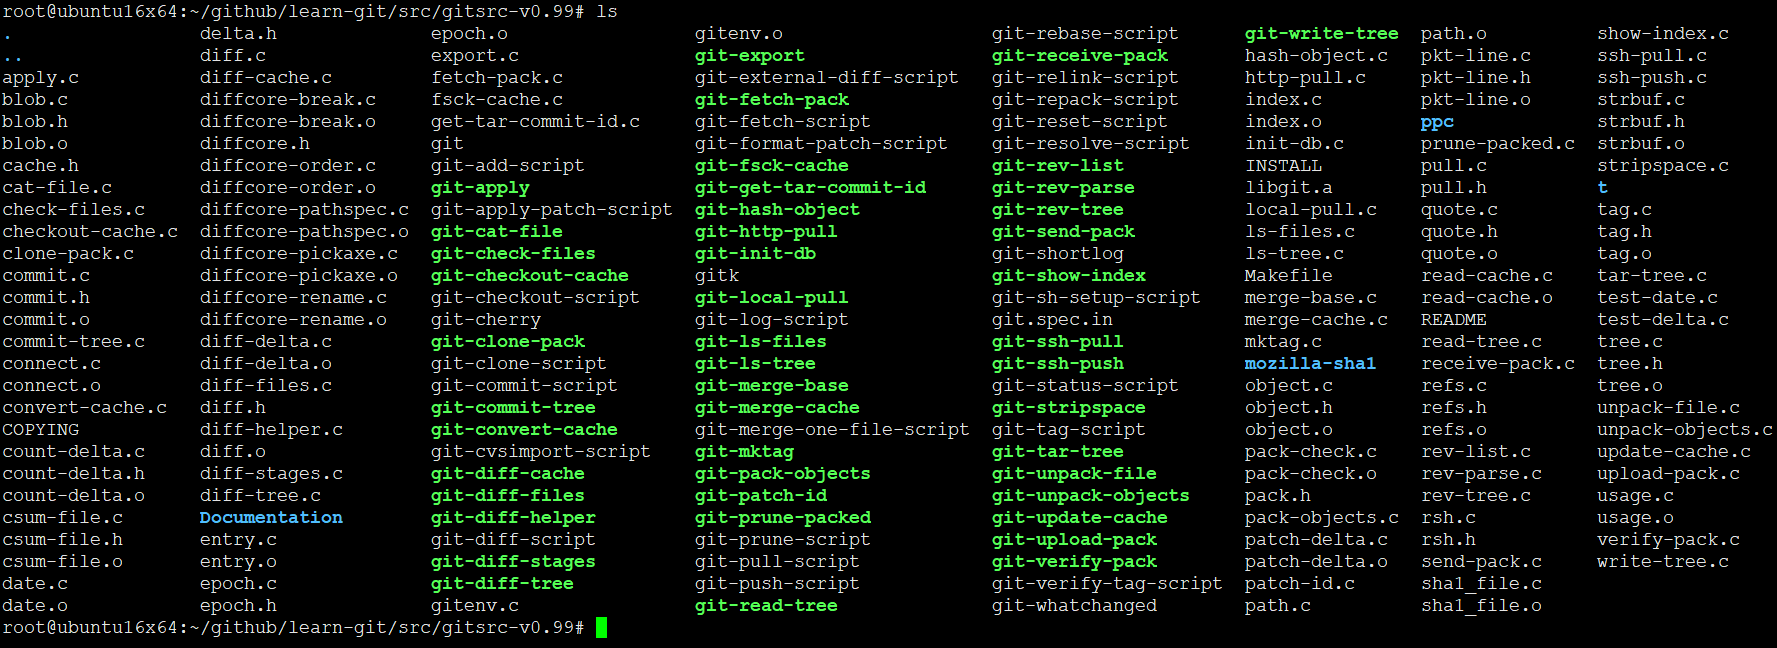 root@ubuntu16x64:~/github/learn-git/src/gitsrc-v0.99# ls
. delta.h epoch.o gitenv.o git-rebase-script git-write-tree path.o show-index.c
.. diff.c export.c git-export git-receive-pack hash-object.c pkt-line.c ssh-pull.c
apply.c diff-cache.c fetch-pack.c git-external-diff-script git-relink-script http-pull.c pkt-line.h ssh-push.c
blob.c diffcore-break.c fsck-cache.c git-fetch-pack git-repack-script index.c pkt-line.o strbuf.c
blob.h diffcore-break.o get-tar-commit-id.c git-fetch-script git-reset-script index.o ppc strbuf.h
blob.o diffcore.h git git-format-patch-script git-resolve-script init-db.c prune-packed.c strbuf.o
cache.h diffcore-order.c git-add-script git-fsck-cache git-rev-list INSTALL pull.c stripspace.c
cat-file.c diffcore-order.o git-apply git-get-tar-commit-id git-rev-parse libgit.a pull.h t
check-files.c diffcore-pathspec.c git-apply-patch-script git-hash-object git-rev-tree local-pull.c quote.c tag.c
checkout-cache.c diffcore-pathspec.o git-cat-file git-http-pull git-send-pack ls-files.c quote.h tag.h
clone-pack.c diffcore-pickaxe.c git-check-files git-init-db git-shortlog ls-tree.c quote.o tag.o
commit.c diffcore-pickaxe.o git-checkout-cache gitk git-show-index Makefile read-cache.c tar-tree.c
commit.h diffcore-rename.c git-checkout-script git-local-pull git-sh-setup-script merge-base.c read-cache.o test-date.c
commit.o diffcore-rename.o git-cherry git-log-script git.spec.in merge-cache.c README test-delta.c
commit-tree.c diff-delta.c git-clone-pack git-ls-files git-ssh-pull mktag.c read-tree.c tree.c
connect.c diff-delta.o git-clone-script git-ls-tree git-ssh-push mozilla-sha1 receive-pack.c tree.h
connect.o diff-files.c git-commit-script git-merge-base git-status-script object.c refs.c tree.o
convert-cache.c diff.h git-commit-tree git-merge-cache git-stripspace object.h refs.h unpack-file.c
COPYING diff-helper.c git-convert-cache git-merge-one-file-script git-tag-script object.o refs.o unpack-objects.c
count-delta.c diff.o git-cvsimport-script git-mktag git-tar-tree pack-check.c rev-list.c update-cache.c
count-delta.h diff-stages.c git-diff-cache git-pack-objects git-unpack-file pack-check.o rev-parse.c upload-pack.c
count-delta.o diff-tree.c git-diff-files git-patch-id git-unpack-objects pack.h rev-tree.c usage.c
csum-file.c Documentation git-diff-helper git-prune-packed git-update-cache pack-objects.c rsh.c usage.o
csum-file.h entry.c git-diff-script git-prune-script git-upload-pack patch-delta.c rsh.h verify-pack.c
csum-file.o entry.o git-diff-stages git-pull-script git-verify-pack patch-delta.o send-pack.c write-tree.c
date.c epoch.c git-diff-tree git-push-script git-verify-tag-script patch-id.c sha1_file.c
date.o epoch.h gitenv.c git-read-tree git-whatchanged path.c sha1_file.o
root@ubuntu16x64:~/github/learn-git/src/gitsrc-v0.99#